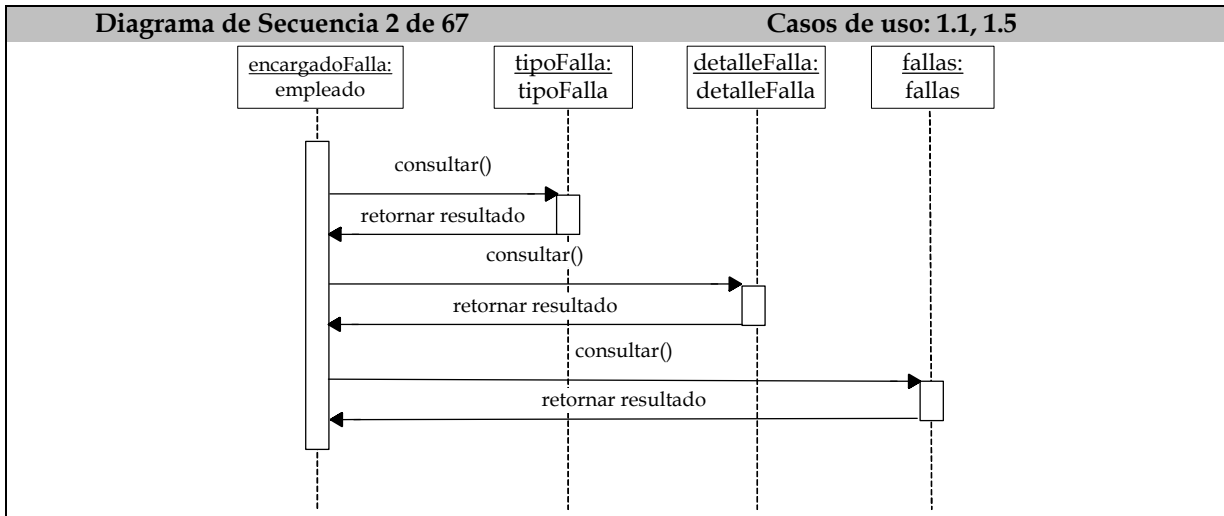 Diagrama de Secuencia 2 de 67
Casos de uso: 1.1, 1.5
encargadoFalla:
empleado
tipoFalla:
tipoFalla
detalleFalla:
detalleFalla
fallas:
fallas
consultar()
retornar resultado
consultar()
retornar resultado
consultar()
retornar resultado